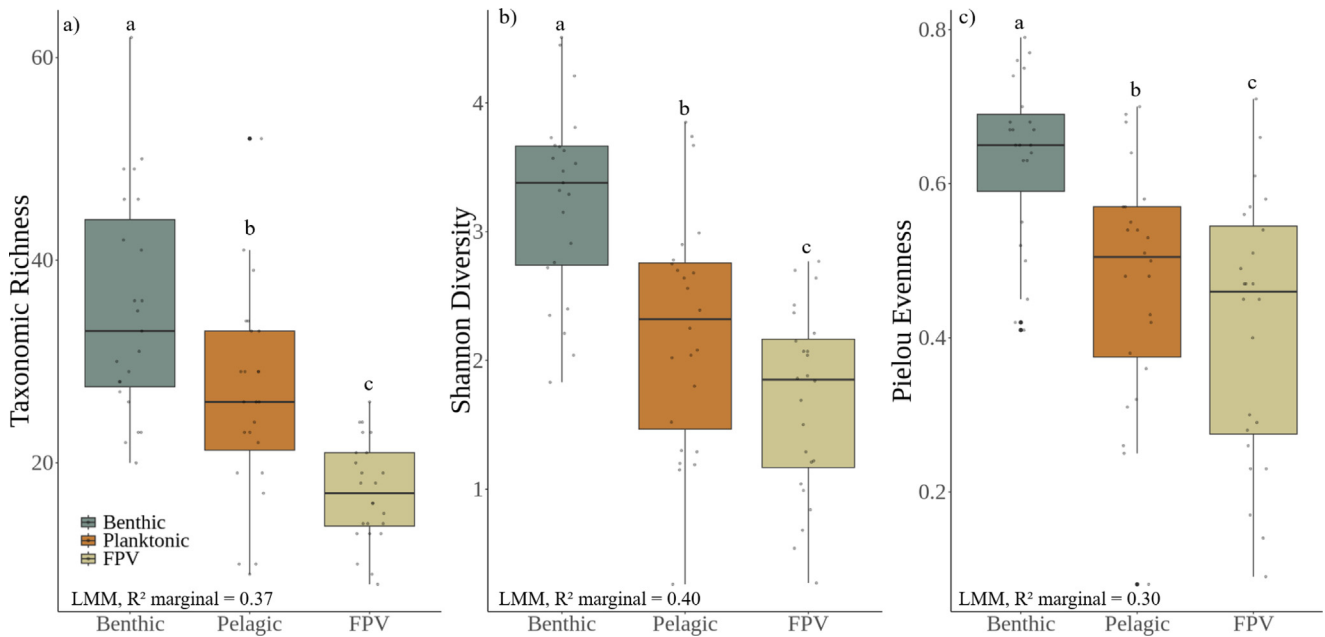 a)
Taxonomic Richness
60
40
20
a
b
c
Benthic
Planktonic
FPV
LMM, R² marginal = 0.37
Benthic Pelagic FPV
b)
Shannon Diversity
4
3
2
1
a
b
c
LMM, R² marginal = 0.40
Benthic Pelagic FPV
c)
Pielou Evenness
0.8
0.6
0.4
0.2
a
b
c
LMM, R² marginal = 0.30
Benthic Pelagic FPV